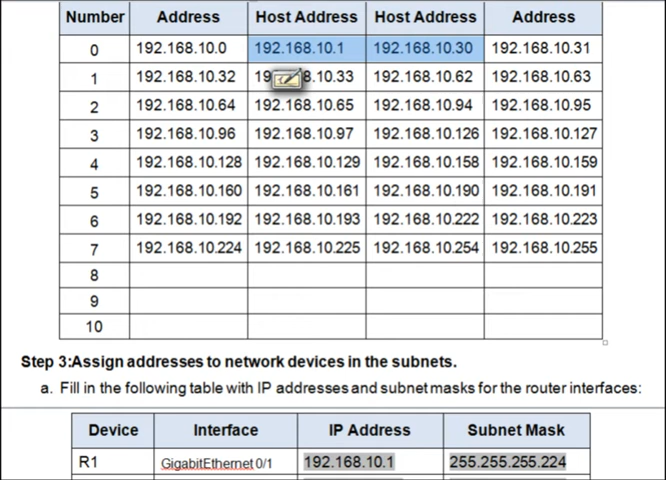 Number Address Host Address Host Address Address
0 192.168.10.0 192.168.10.1 192.168.10.30 192.168.10.31
1 192.168.10.32 19 8.10.33 192.168.10.62 192.168.10.63
2 192.168.10.64 192.168.10.65 192.168.10.94 192.168.10.95
3 192.168.10.96 192.168.10.97 192.168.10.126 192.168.10.127
4 192.168.10.128 192.168.10.129 192.168.10.158 192.168.10.159
5 192.168.10.160 192.168.10.161 192.168.10.190 192.168.10.191
6 192.168.10.192 192.168.10.193 192.168.10.222 192.168.10.223
7 192.168.10.224 192.168.10.225 192.168.10.254 192.168.10.255
8
9
10
Step 3:Assign addresses to network devices in the subnets.
a. Fill in the following table with IP addresses and subnet masks for the router interfaces:
Device Interface IP Address Subnet Mask
R1 GigabitEthernet 0/1 192.168.10.1 255.255.255.224